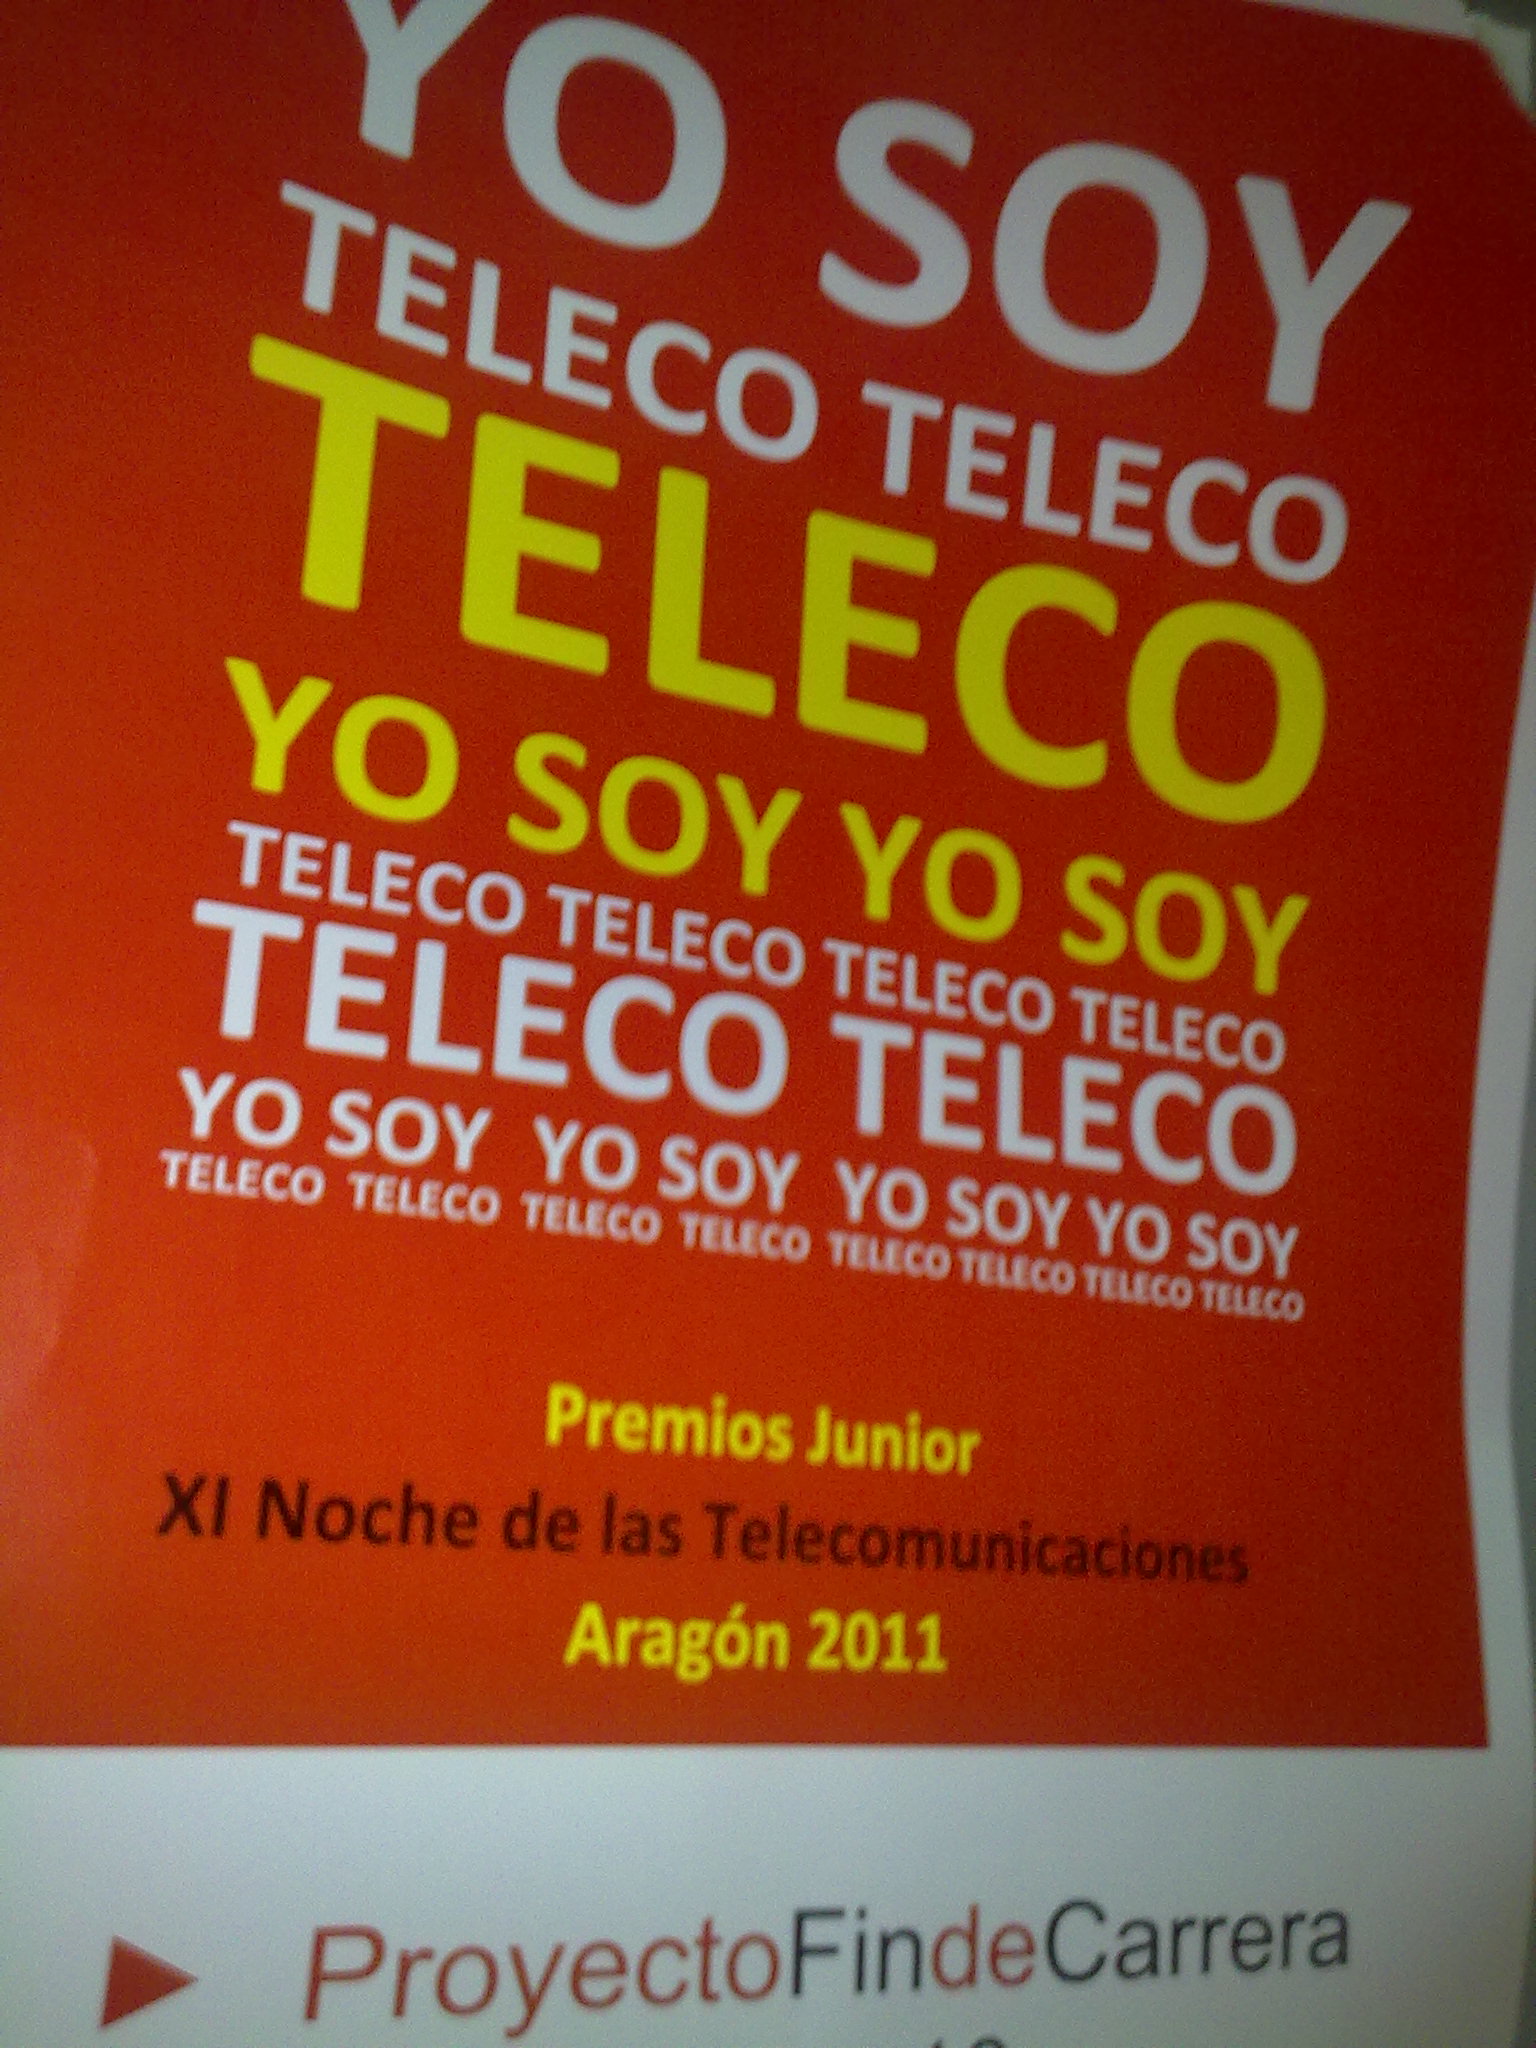 YO SOY
TELECO TELECO
TELECO
YO SOY YO SOY
TELECO TELECO TELECO TELECO
TELECO TELECO
YO SOY YO SOY YO SOY YO SOY
TELECO TELECO TELECO TELECO TELECO TELECO TELECO TELECO
Premios Junior
XI Noche de las Telecomunicaciones
Aragón 2011
ProyectoFindeCarrera